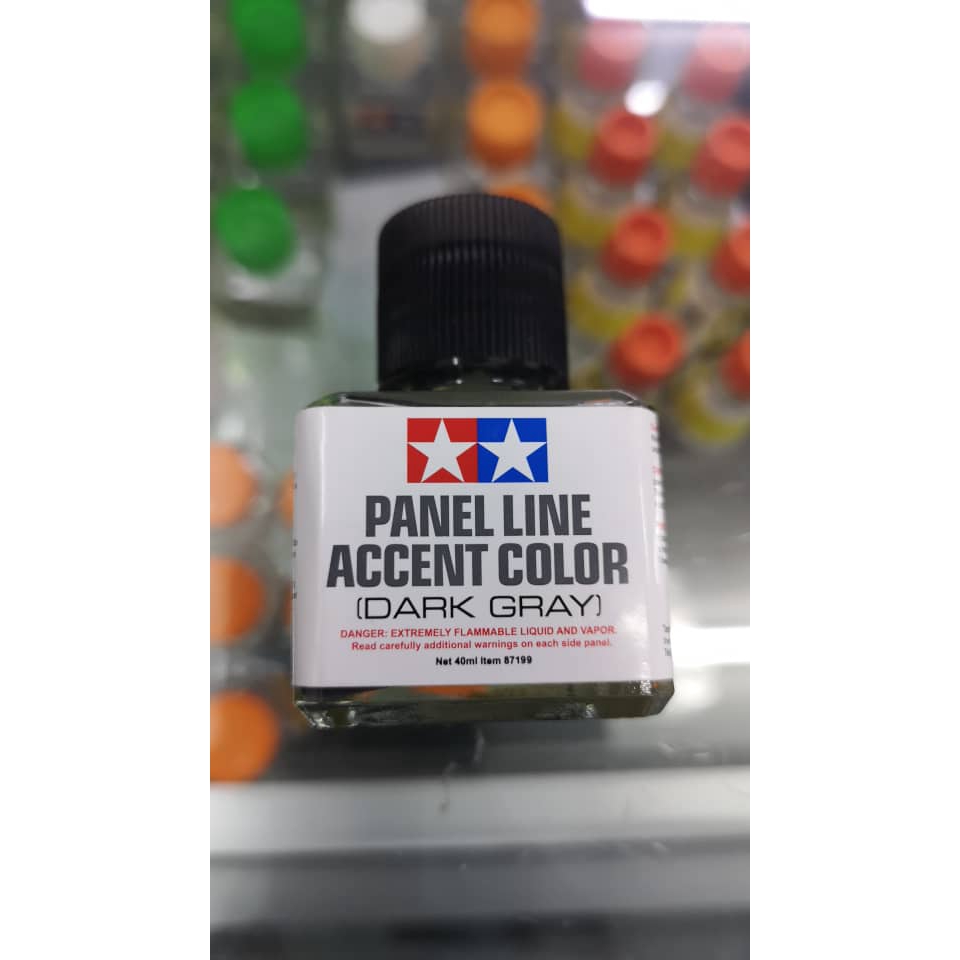 PANEL LINE
ACCENT COLOR
(DARK GRAY)
DANGER: EXTREMELY FLAMMABLE LIQUID AND VAPOR.
Read carefully additional warnings on each side panel.
Net 40ml Item 87199